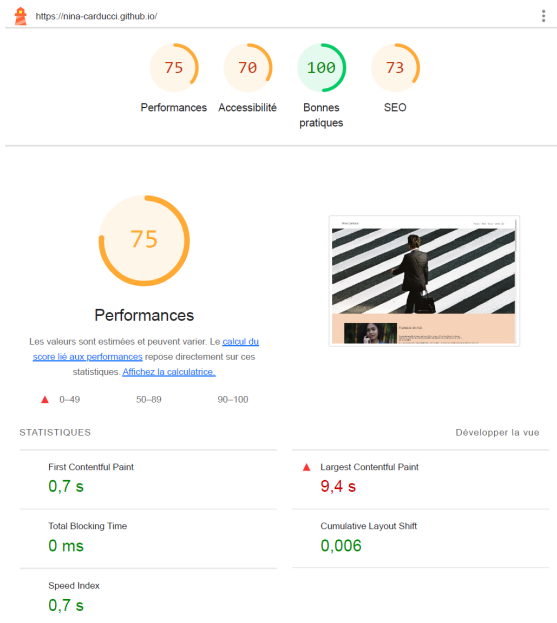 https://nina-carducci.github.io/
75
70
100
73
Performances
Accessibilité
Bonnes
pratiques
SEO
75
Performances
Les valeurs sont estimées et peuvent varier. Le calcul du
score lié aux performances repose directement sur ces
statistiques. Affichez la calculatrice.
0–49
50–89
90–100
STATISTIQUES
Développer la vue
First Contentful Paint
0,7 s
Largest Contentful Paint
9,4 s
Total Blocking Time
0 ms
Cumulative Layout Shift
0,006
Speed Index
0,7 s